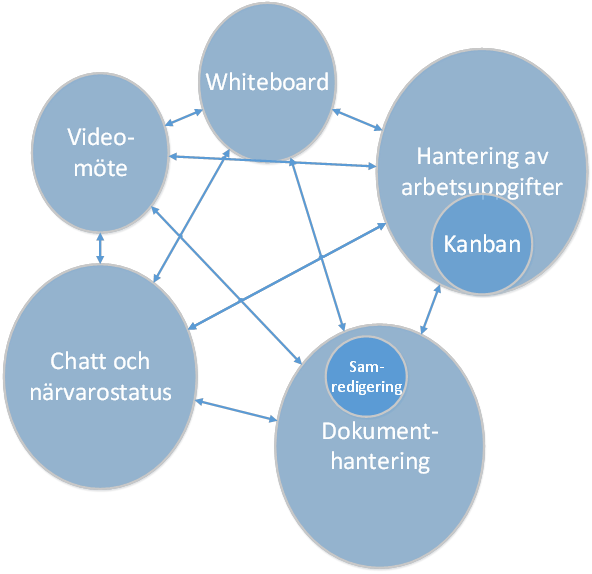 Whiteboard
Video-
möte
Hantering av
arbetsuppgifter
Kanban
Chatt och
närvarostatus
Sam-
redigering
Dokument-
hantering